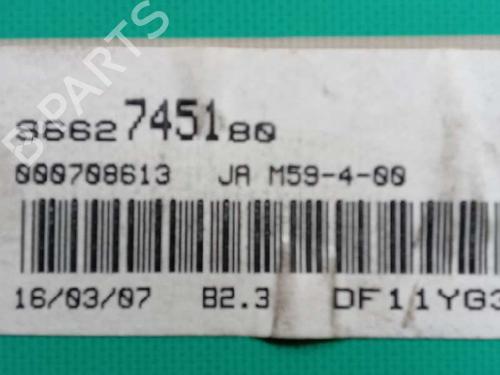 B-PARTS
9662745180
000708613 JA M59-4-00
16/03/07 B2.3 DF11YG3